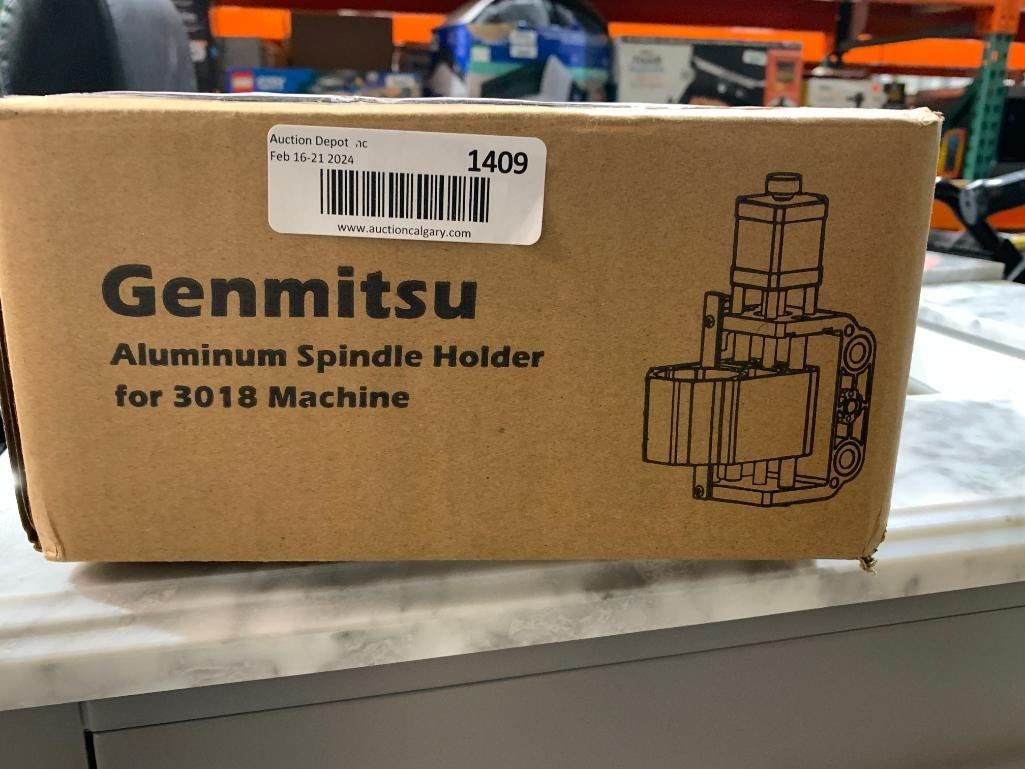 Auction Depot
Feb 16-21 2024
1409
www.auctioncalgary.com
Genmitsu
Aluminum Spindle Holder
for 3018 Machine